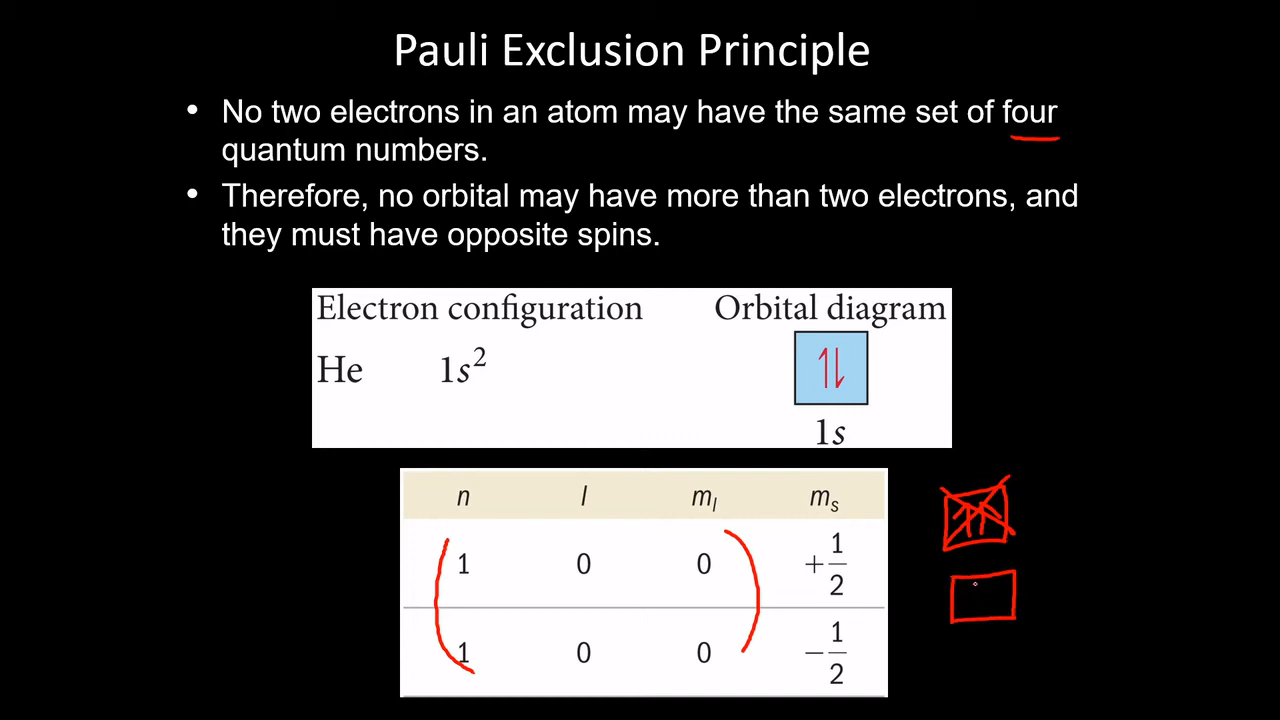 Pauli Exclusion Principle
• No two electrons in an atom may have the same set of four
quantum numbers.
• Therefore, no orbital may have more than two electrons, and
they must have opposite spins.
Electron configuration Orbital diagram
He 1s² ↿⇂
1s
n l mₗ mₛ
1 0 0 +1/2
1 0 0 −1/2